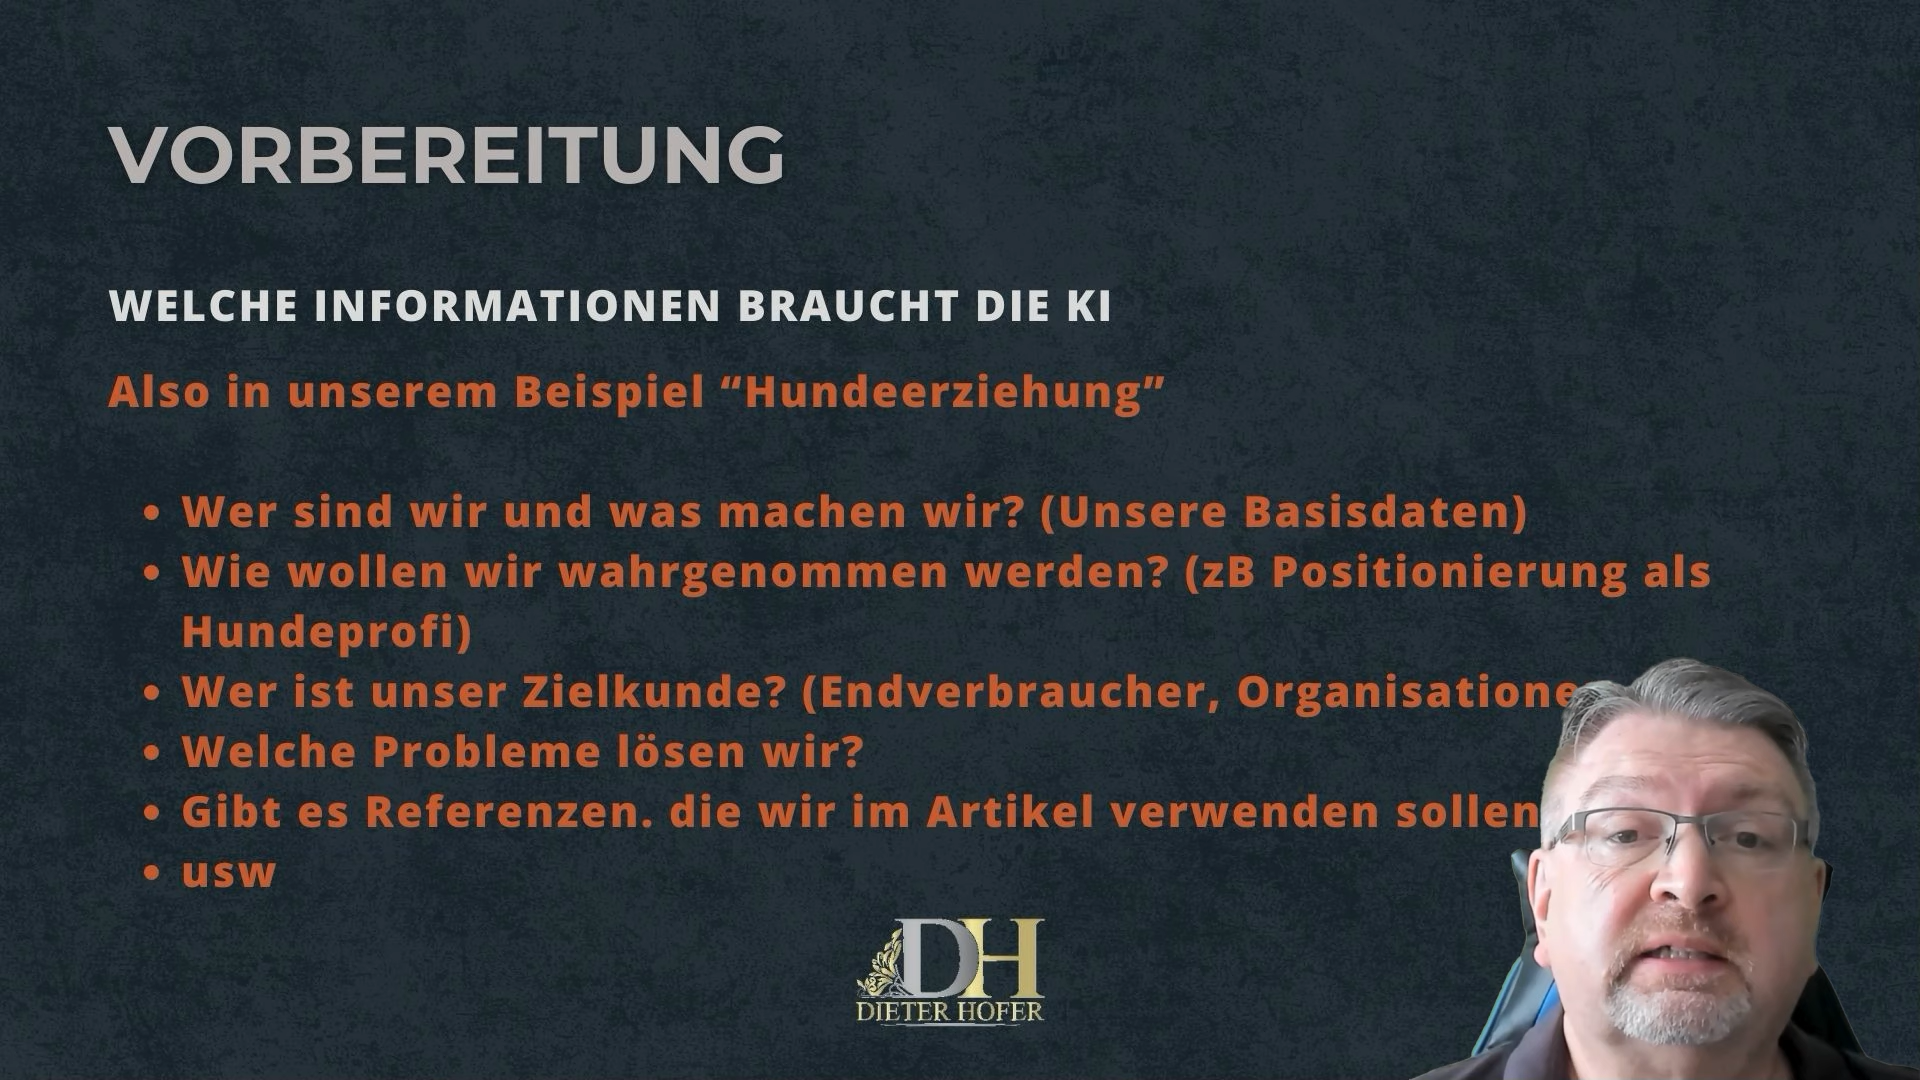 VORBEREITUNG
WELCHE INFORMATIONEN BRAUCHT DIE KI
Also in unserem Beispiel “Hundeerziehung”
• Wer sind wir und was machen wir? (Unsere Basisdaten)
• Wie wollen wir wahrgenommen werden? (zB Positionierung als
Hundeprofi)
• Wer ist unser Zielkunde? (Endverbraucher,
• Welche Probleme lösen wir?
• Gibt es Referenzen. die wir im Artikel verwenden sollen
• usw
DH
DIETER HOFER